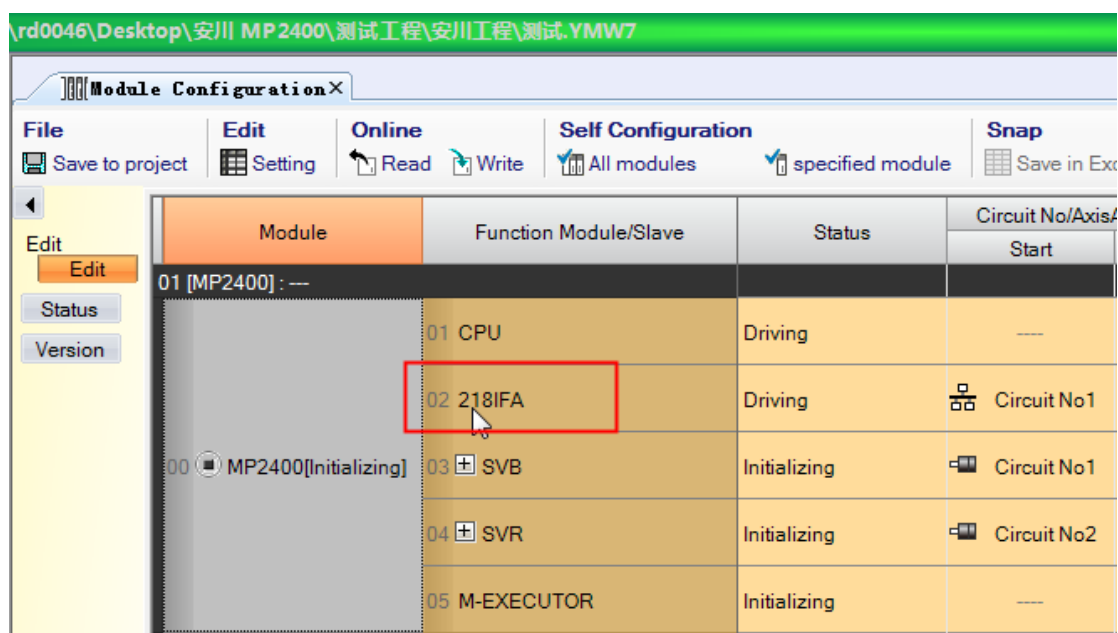 \rd0046\Desktop\安川 MP2400\测试工程\安川工程\测试.YMW7
Module Configuration
File Edit Online Self Configuration Snap
Save to project Setting Read Write All modules specified module Save in Exc
Edit
Edit
Status
Version
Module Function Module/Slave Status Circuit No/AxisA
Start
01 [MP2400] : ---
01 CPU Driving ----
02 218IFA Driving Circuit No1
00 MP2400[Initializing] 03 SVB Initializing Circuit No1
04 SVR Initializing Circuit No2
05 M-EXECUTOR Initializing ----